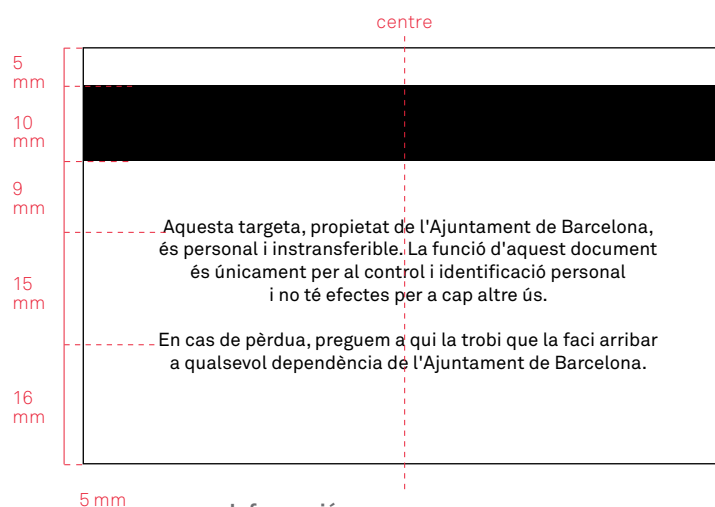 centre
5
mm
10
mm
9
mm
Aquesta targeta, propietat de l'Ajuntament de Barcelona,
és personal i instransferible. La funció d'aquest document
és únicament per al control i identificació personal
i no té efectes per a cap altre ús.
15
mm
En cas de pèrdua, preguem a qui la trobi que la faci arribar
a qualsevol dependència de l'Ajuntament de Barcelona.
16
mm
5 mm